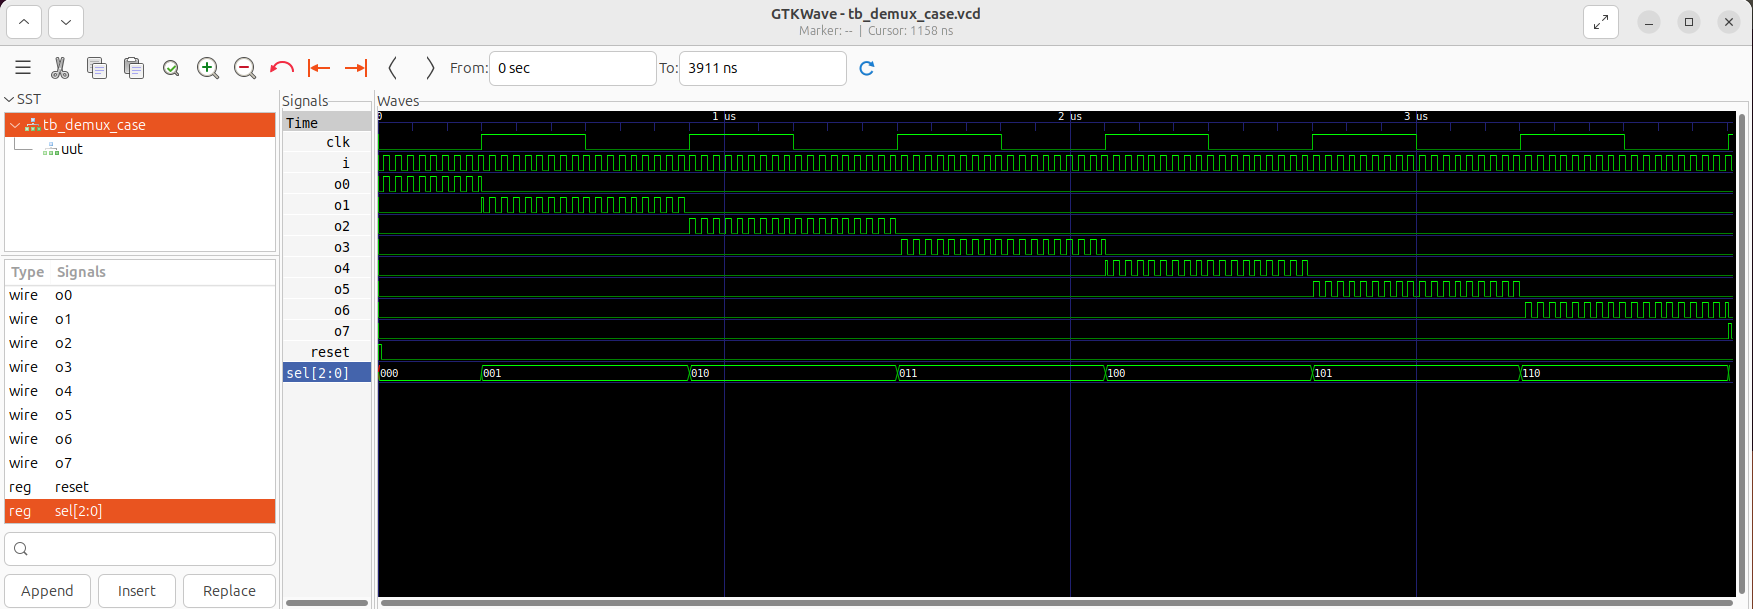 GTKWave - tb_demux_case.vcd
Marker: -- | Cursor: 1158 ns
From: 0 sec To: 3911 ns
SST
tb_demux_case
uut
Type Signals
wire o0
wire o1
wire o2
wire o3
wire o4
wire o5
wire o6
wire o7
reg reset
reg sel[2:0]
Append Insert Replace
Signals
Time
clk
i
o0
o1
o2
o3
o4
o5
o6
o7
reset
sel[2:0]
Waves
0 1 us 2 us 3 us
000 001 010 011 100 101 110